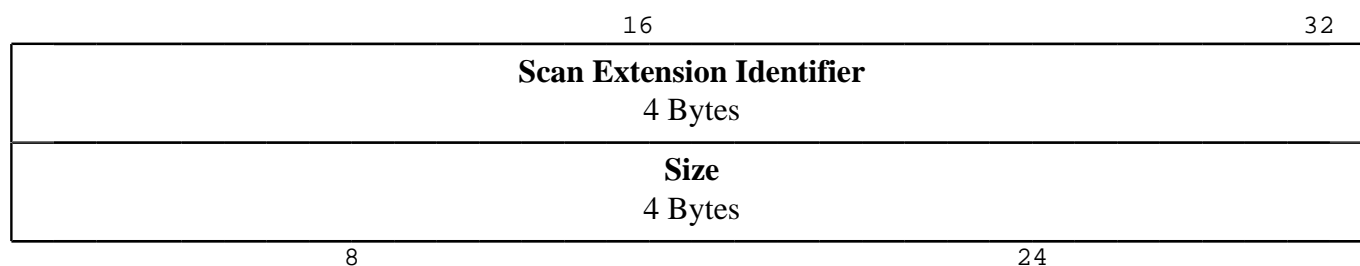 16 32
Scan Extension Identifier
4 Bytes
Size
4 Bytes
8 24